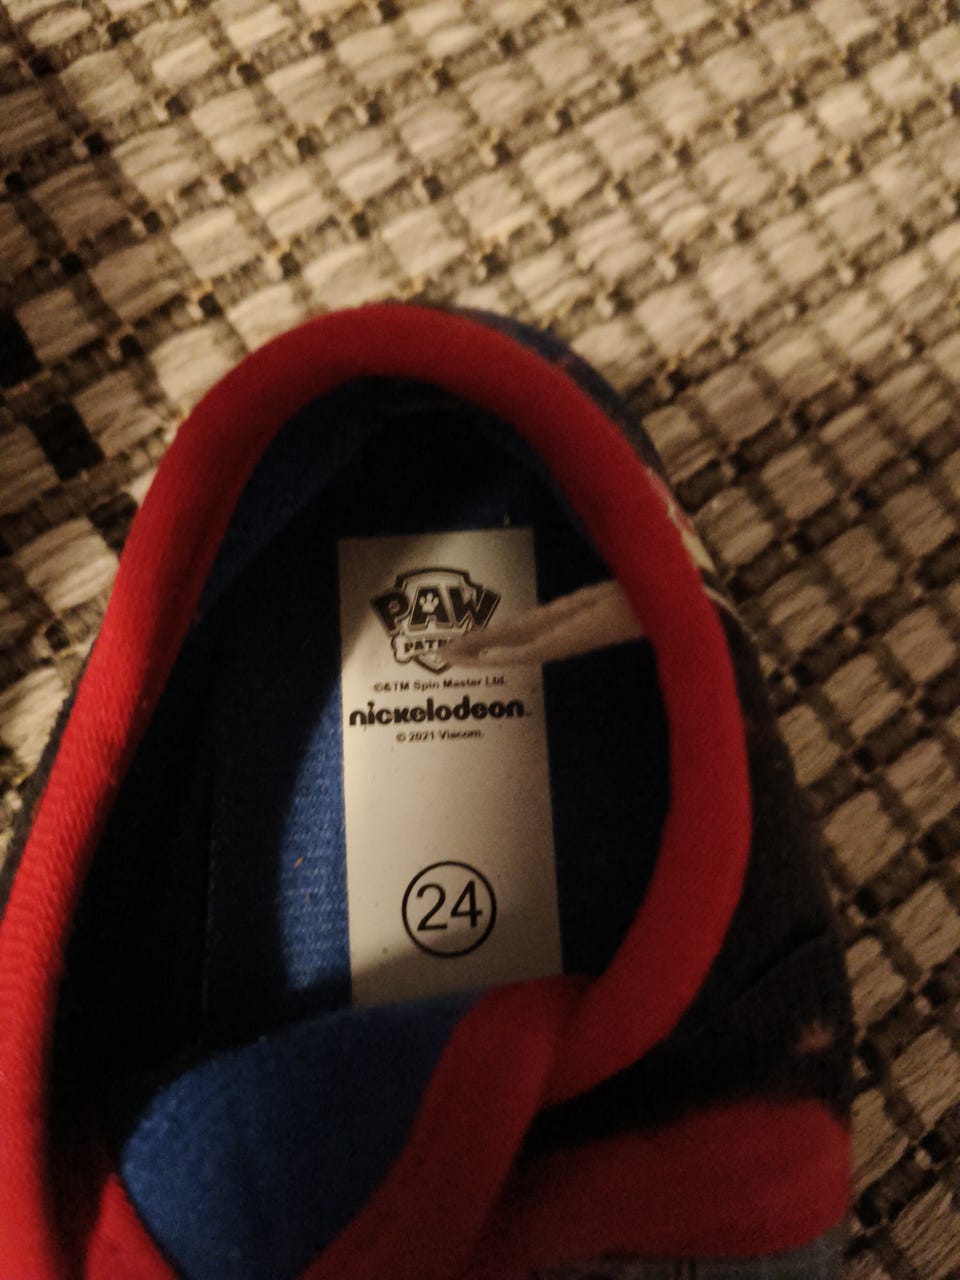 PAW
©&TM Spin Master Ltd.
nickelodeon
© 2021 Viacom.
24